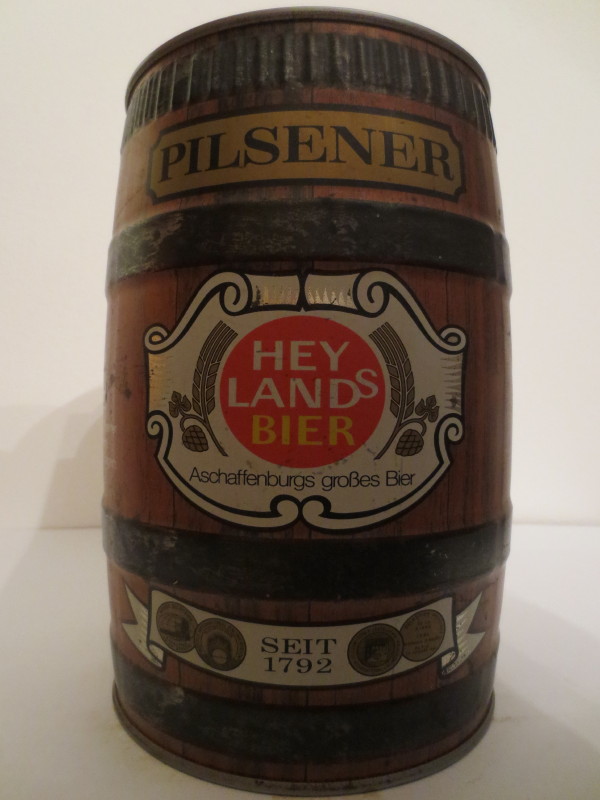 PILSENER
HEY
LANDS
BIER
Aschaffenburgs großes Bier
SEIT
1792